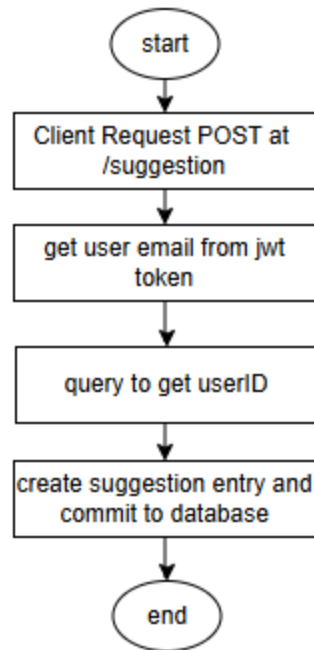 start
Client Request POST at
/suggestion
get user email from jwt
token
query to get userID
create suggestion entry and
commit to database
end